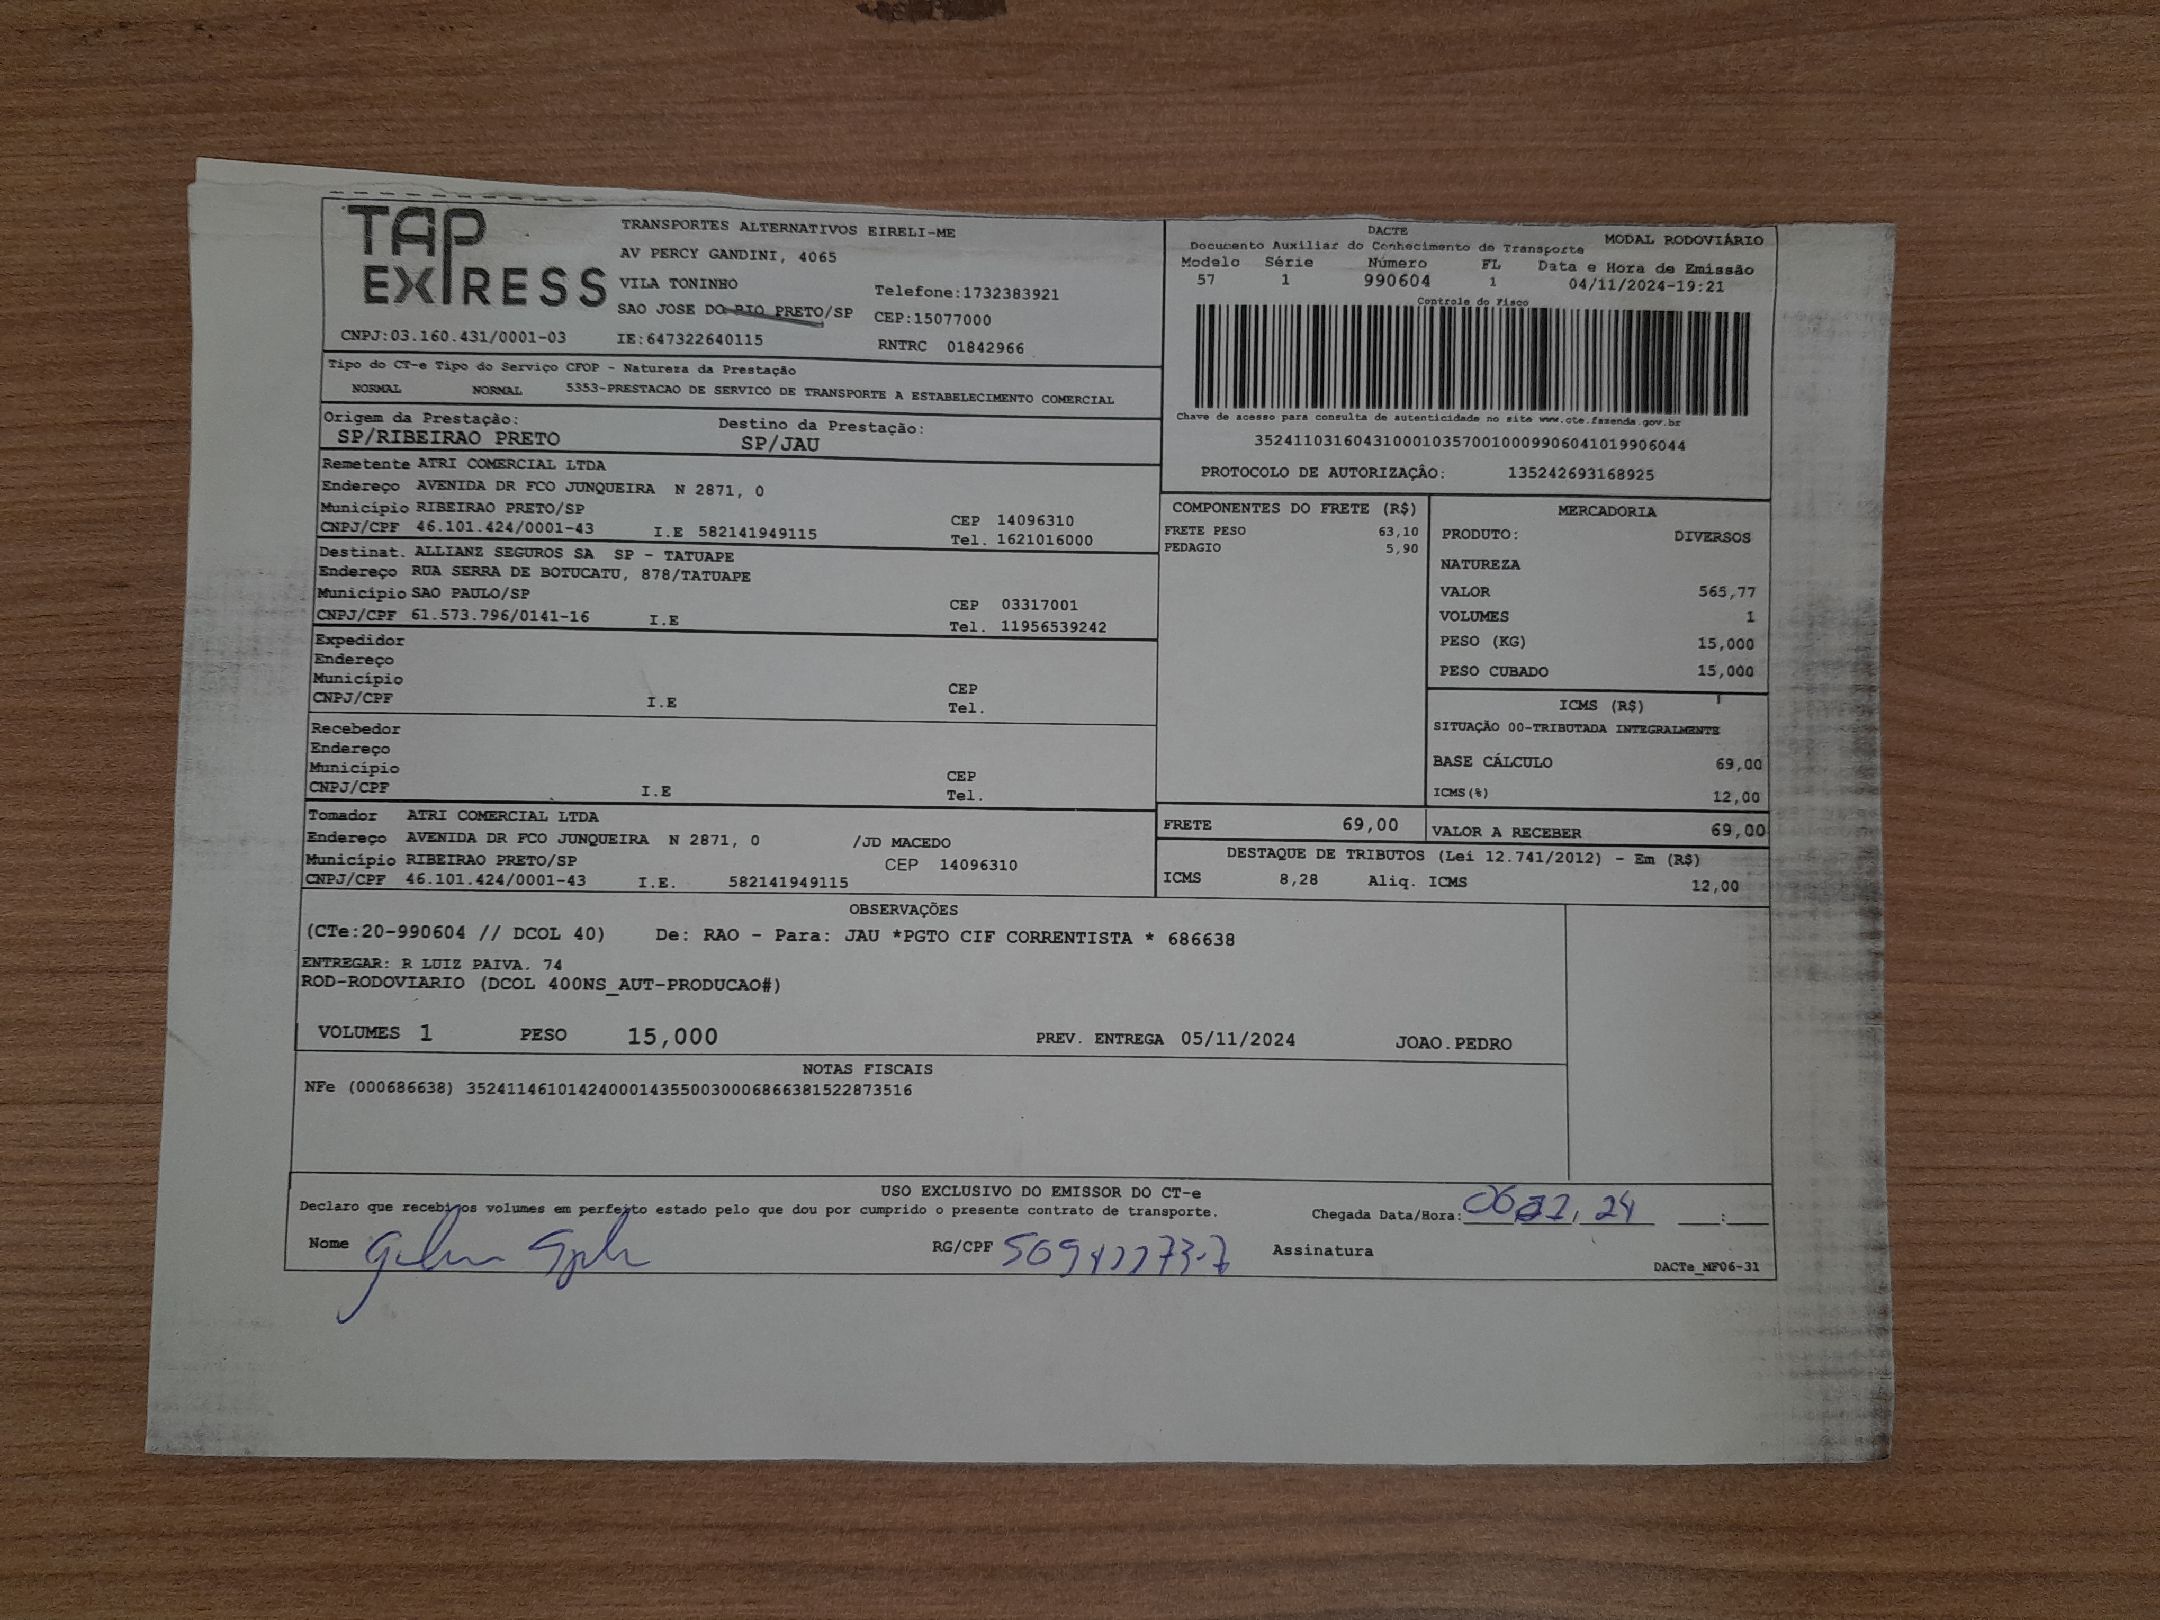 TAP EXPRESS
TRANSPORTES ALTERNATIVOS EIRELI-ME
AV PERCY GANDINI, 4065
VILA TONINHO
Telefone:1732383921
SAO JOSE DO RIO PRETO/SP
CEP:15077000
CNPJ:03.160.431/0001-03
IE:647322640115
RNTRC 01842966
DACTE
Documento Auxiliar do Conhecimento de Transporte
MODAL RODOVIÁRIO
Modelo Série Número FL Data e Hora de Emissão
57 1 990604 1 04/11/2024-19:21
Controle do Fisco
Chave de acesso para consulta de autenticidade no site www.cte.fazenda.gov.br
35241103160431000103570010009906041019906044
PROTOCOLO DE AUTORIZAÇÃO: 135242693168925
Tipo do CT-e Tipo do Serviço CFOP - Natureza da Prestação
NORMAL NORMAL 5353-PRESTACAO DE SERVICO DE TRANSPORTE A ESTABELECIMENTO COMERCIAL
Origem da Prestação: Destino da Prestação:
SP/RIBEIRAO PRETO SP/JAU
Remetente ATRI COMERCIAL LTDA
Endereço AVENIDA DR FCO JUNQUEIRA N 2871, 0
Município RIBEIRAO PRETO/SP CEP 14096310
CNPJ/CPF 46.101.424/0001-43 I.E 582141949115 Tel. 1621016000
Destinat. ALLIANZ SEGUROS SA SP - TATUAPE
Endereço RUA SERRA DE BOTUCATU, 878/TATUAPE
Município SAO PAULO/SP CEP 03317001
CNPJ/CPF 61.573.796/0141-16 I.E Tel. 11956539242
Expedidor
Endereço
Município CEP
CNPJ/CPF I.E Tel.
Recebedor
Endereço
Município CEP
CNPJ/CPF I.E Tel.
Tomador ATRI COMERCIAL LTDA
Endereço AVENIDA DR FCO JUNQUEIRA N 2871, 0 /JD MACEDO
Município RIBEIRAO PRETO/SP CEP 14096310
CNPJ/CPF 46.101.424/0001-43 I.E. 582141949115
COMPONENTES DO FRETE (R$)
FRETE PESO 63,10
PEDAGIO 5,90
MERCADORIA
PRODUTO: DIVERSOS
NATUREZA
VALOR 565,77
VOLUMES 1
PESO (KG) 15,000
PESO CUBADO 15,000
ICMS (R$)
SITUAÇÃO 00-TRIBUTADA INTEGRALMENTE
BASE CÁLCULO 69,00
ICMS(%) 12,00
FRETE 69,00 VALOR A RECEBER 69,00
DESTAQUE DE TRIBUTOS (Lei 12.741/2012) - Em (R$)
ICMS 8,28 Aliq. ICMS 12,00
OBSERVAÇÕES
(CTe:20-990604 // DCOL 40) De: RAO - Para: JAU *PGTO CIF CORRENTISTA * 686638
ENTREGAR: R LUIZ PAIVA. 74
ROD-RODOVIARIO (DCOL 400NS_AUT-PRODUCAO#)
VOLUMES 1 PESO 15,000 PREV. ENTREGA 05/11/2024 JOAO.PEDRO
NOTAS FISCAIS
NFe (000686638) 35241146101424000143550030006866381522873516
USO EXCLUSIVO DO EMISSOR DO CT-e
Declaro que recebi os volumes em perfeito estado pelo que dou por cumprido o presente contrato de transporte.
Chegada Data/Hora: __:__
Nome RG/CPF Assinatura
DACTe_MF06-31